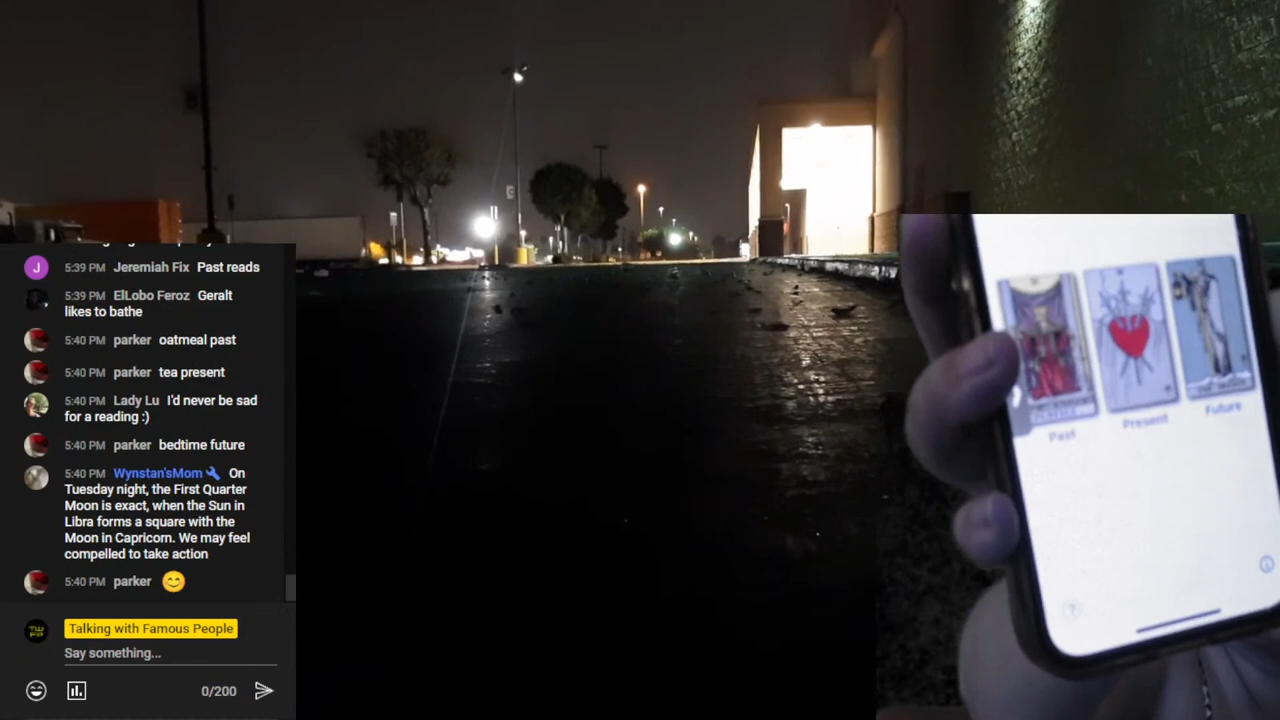 5:39 PM Jeremiah Fix Past reads
5:39 PM ElLobo Feroz Geralt
likes to bathe
5:40 PM parker oatmeal past
5:40 PM parker tea present
5:40 PM Lady Lu I'd never be sad
for a reading :)
5:40 PM parker bedtime future
5:40 PM Wynstan'sMom On
Tuesday night, the First Quarter
Moon is exact, when the Sun in
Libra forms a square with the
Moon in Capricorn. We may feel
compelled to take action
5:40 PM parker 😊
Talking with Famous People
Say something...
0/200
J
Past
Present
Future